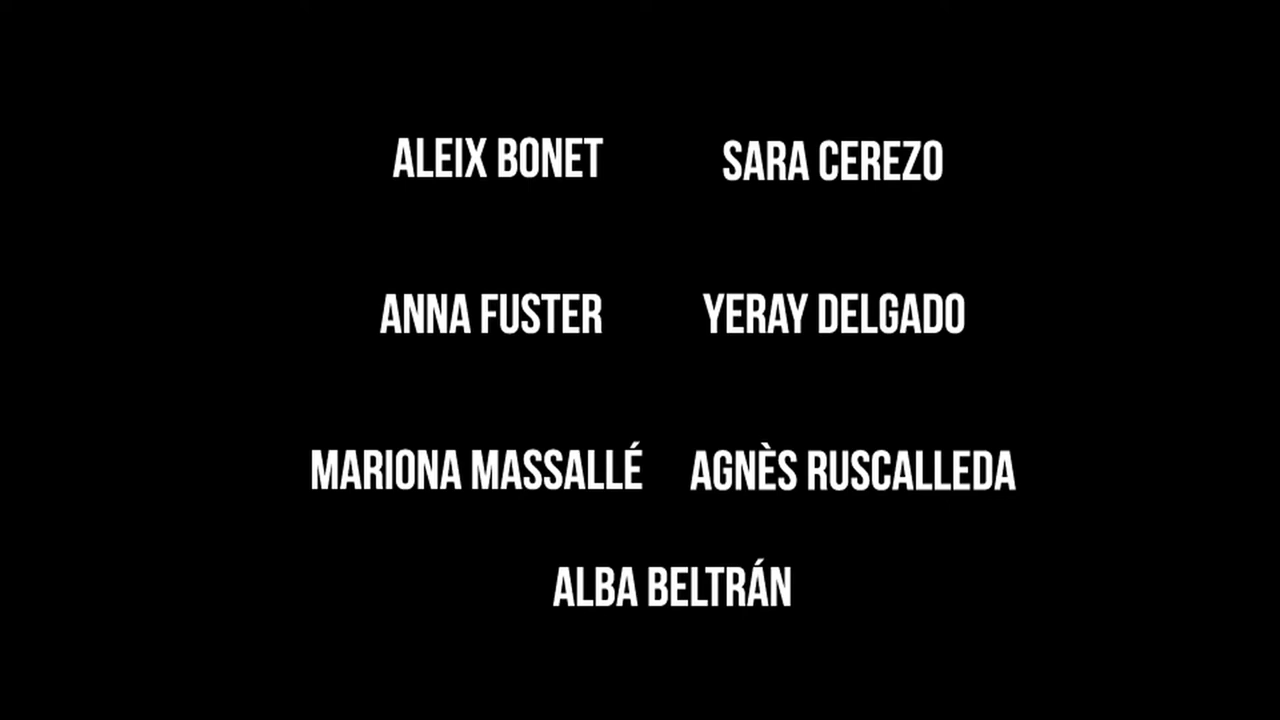 ALEIX BONET SARA CEREZO
ANNA FUSTER YERAY DELGADO
MARIONA MASSALLÉ AGNÈS RUSCALLEDA
ALBA BELTRÁN